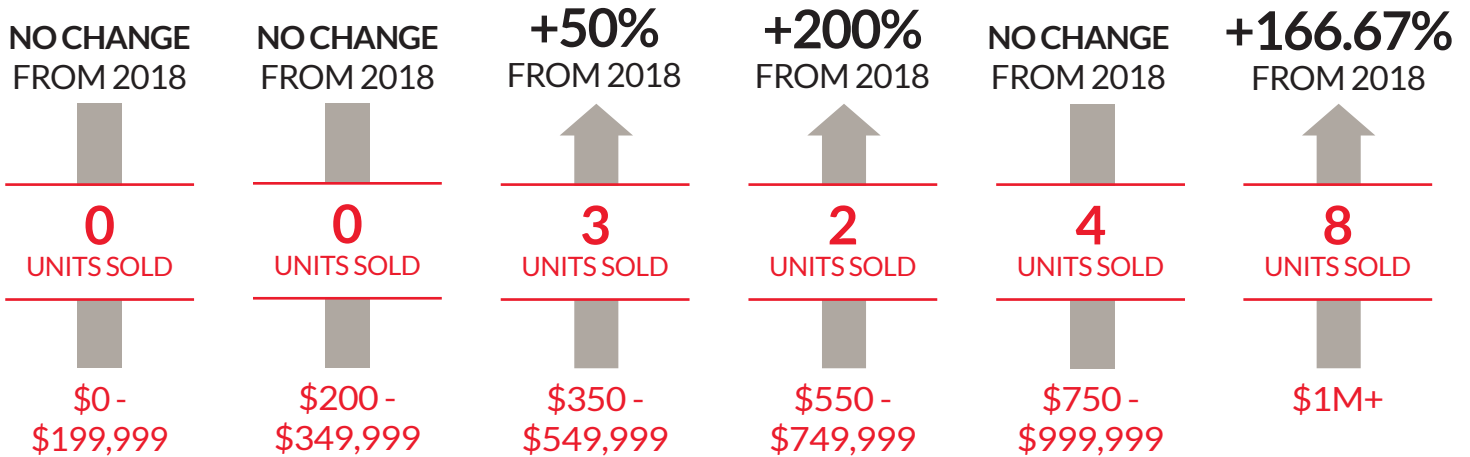 NO CHANGE
FROM 2018
0
UNITS SOLD
$0 -
$199,999
NO CHANGE
FROM 2018
0
UNITS SOLD
$200 -
$349,999
+50%
FROM 2018
3
UNITS SOLD
$350 -
$549,999
+200%
FROM 2018
2
UNITS SOLD
$550 -
$749,999
NO CHANGE
FROM 2018
4
UNITS SOLD
$750 -
$999,999
+166.67%
FROM 2018
8
UNITS SOLD
$1M+